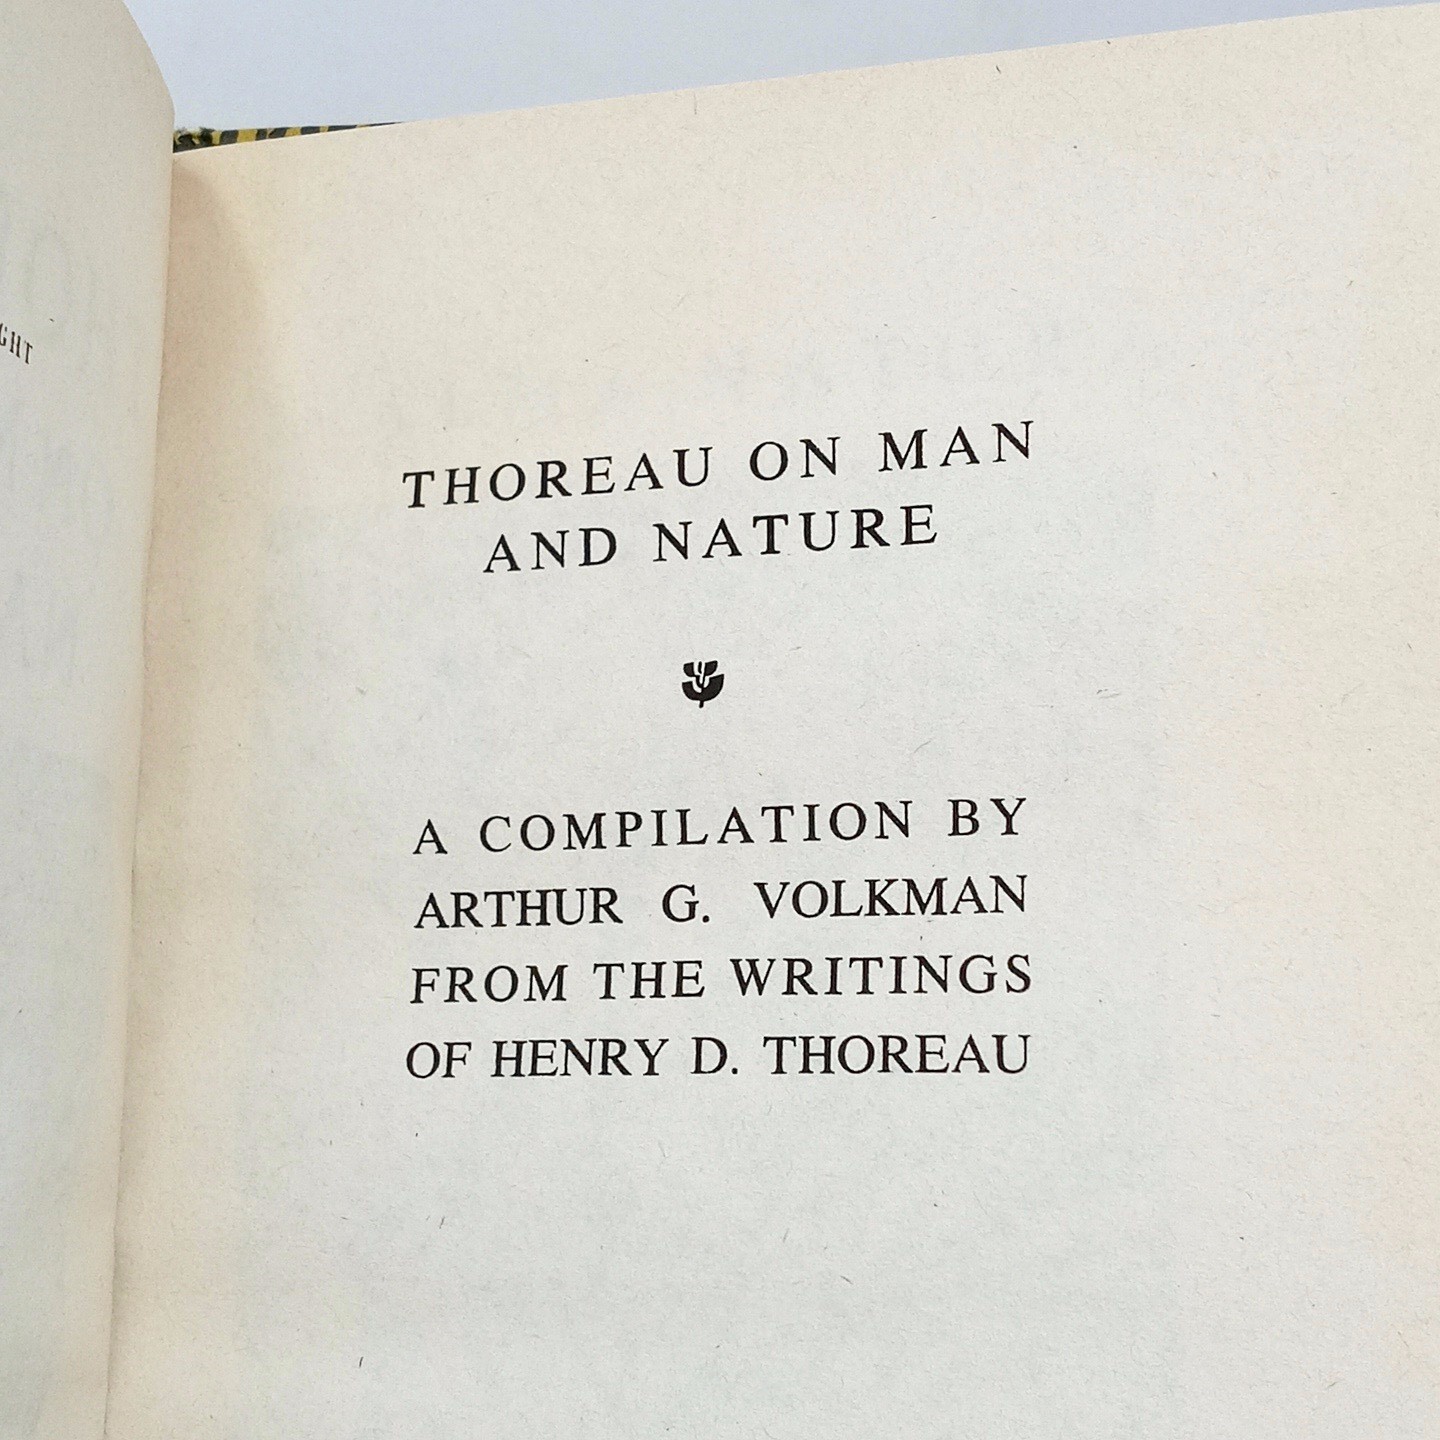 THOREAU ON MAN
AND NATURE
A COMPILATION BY
ARTHUR G. VOLKMAN
FROM THE WRITINGS
OF HENRY D. THOREAU